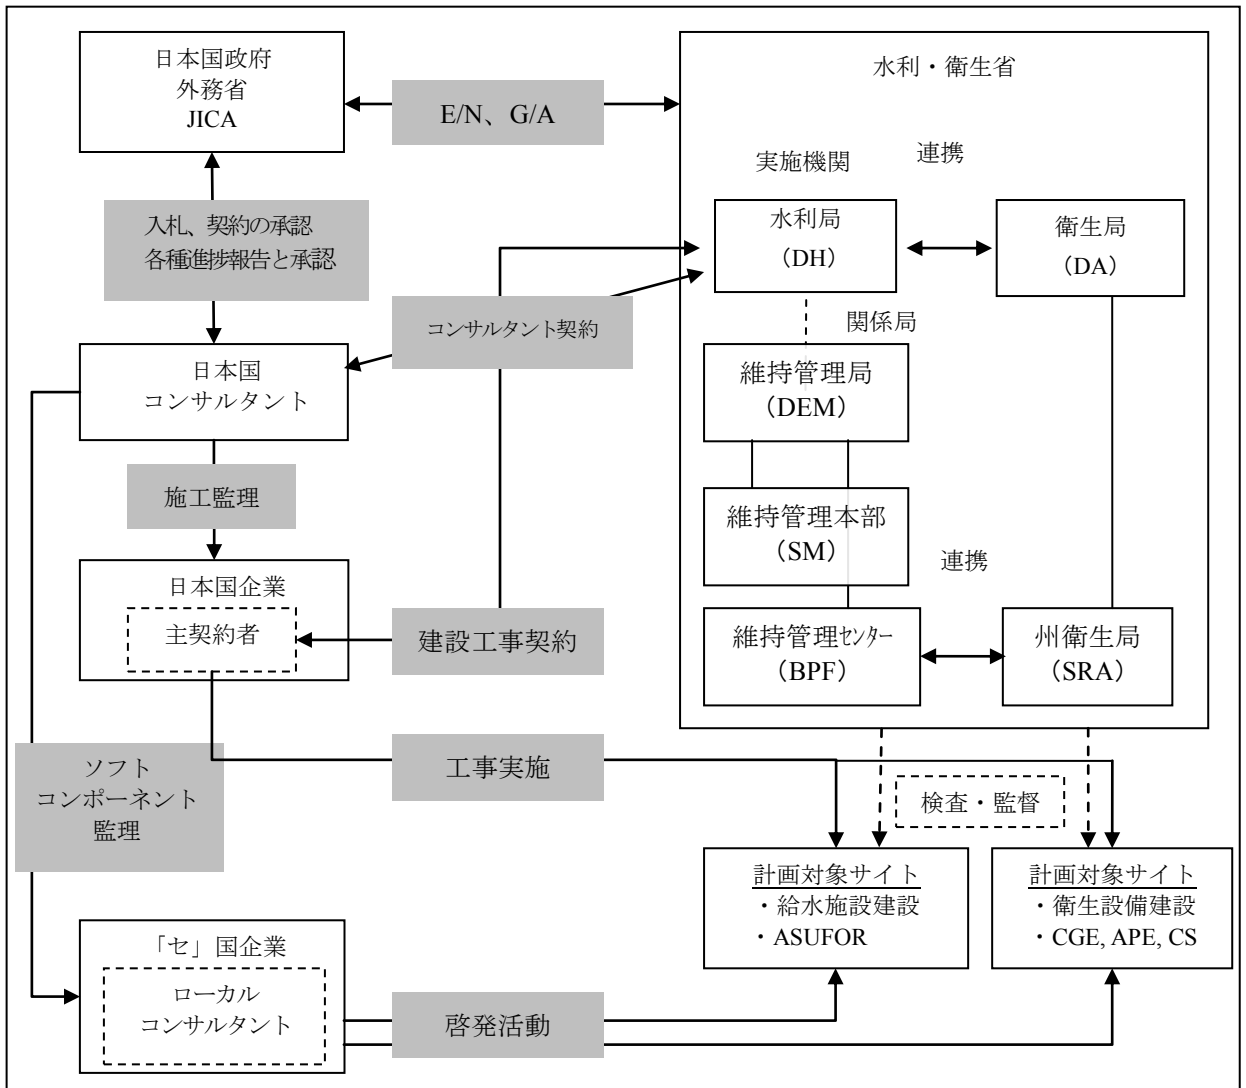 日本国政府
外務省
JICA
E/N、G/A
水利・衛生省
実施機関
連携
水利局
（DH）
衛生局
（DA）
入札、契約の承認
各種進捗報告と承認
コンサルタント契約
関係局
日本国
コンサルタント
維持管理局
（DEM）
施工監理
維持管理本部
（SM）
連携
日本国企業
主契約者
建設工事契約
維持管理センター
（BPF）
州衛生局
（SRA）
ソフト
コンポーネント
監理
工事実施
検査・監督
計画対象サイト
・給水施設建設
・ASUFOR
計画対象サイト
・衛生設備建設
・CGE, APE, CS
「セ」国企業
ローカル
コンサルタント
啓発活動